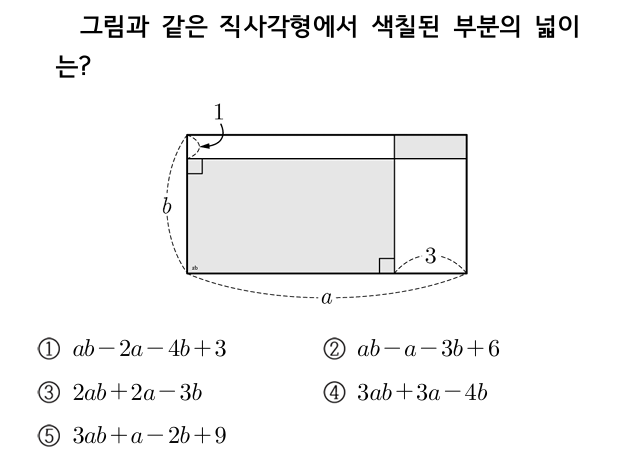 그림과 같은 직사각형에서 색칠된 부분의 넓이
는?
1
b
3
a
① ab-2a-4b+3
② ab-a-3b+6
③ 2ab+2a-3b
④ 3ab+3a-4b
⑤ 3ab+a-2b+9